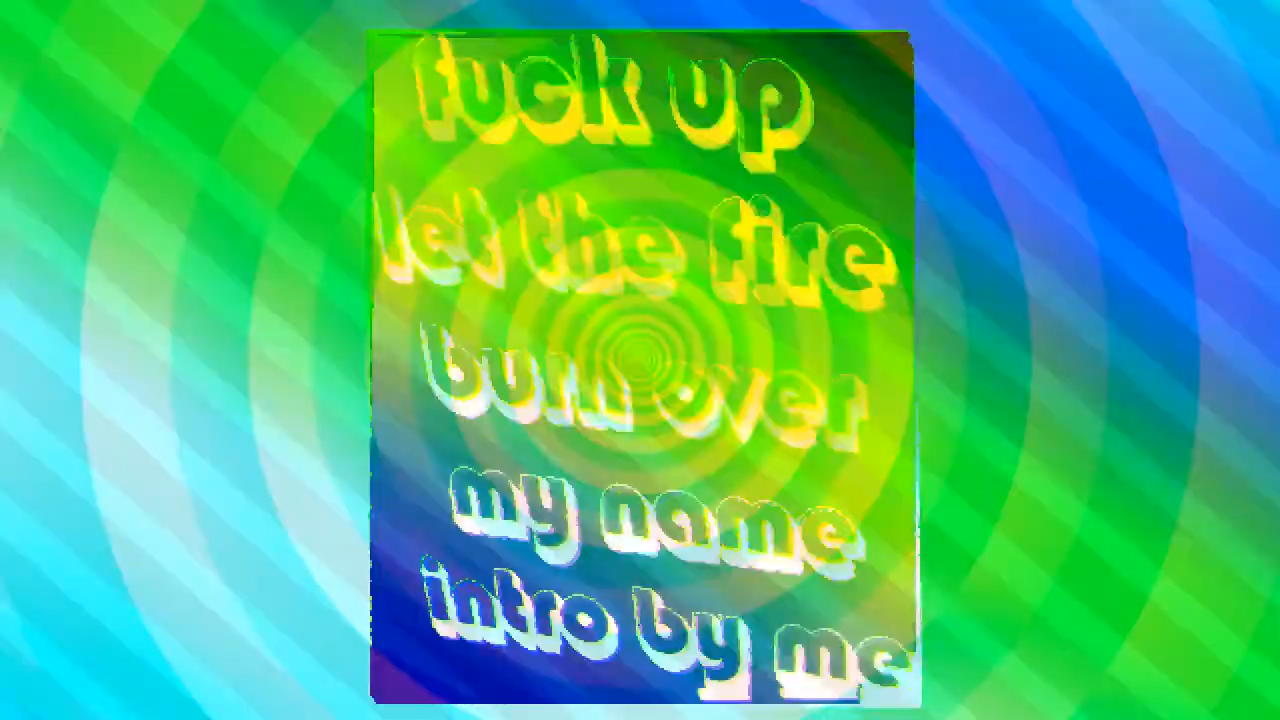 fuck up
let the fire
burn over
my name
intro by me